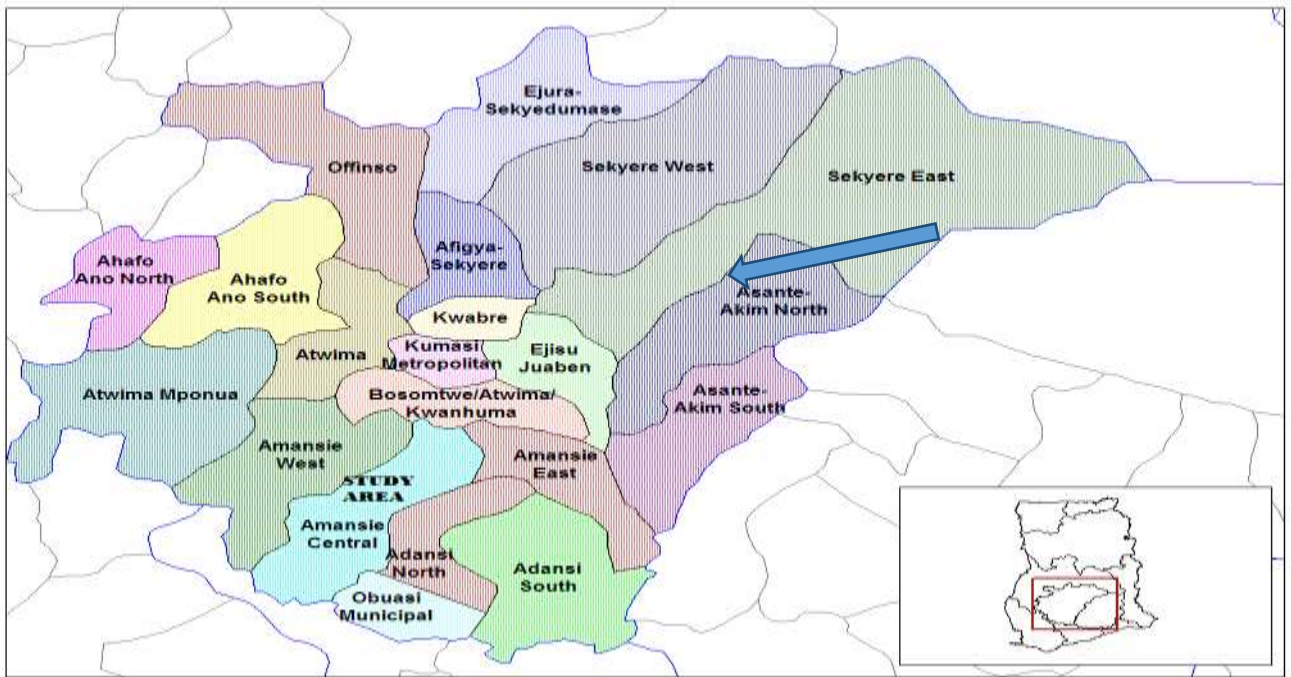 Ejura-
Sekyedumase
Offinso
Sekyere West
Sekyere East
Afigya-
Sekyere
Ahafo
Ano North
Ahafo
Ano South
Asante-
Akim North
Kwabre
Atwima
Kumasi
Metropolitan
Ejisu
Juaben
Atwima Mponua
Bosomtwe/Atwima/
Kwanhuma
Asante-
Akim South
Amansie
West
Amansie
East
STUDY
AREA
Amansie
Central
Adansi
North
Adansi
South
Obuasi
Municipal